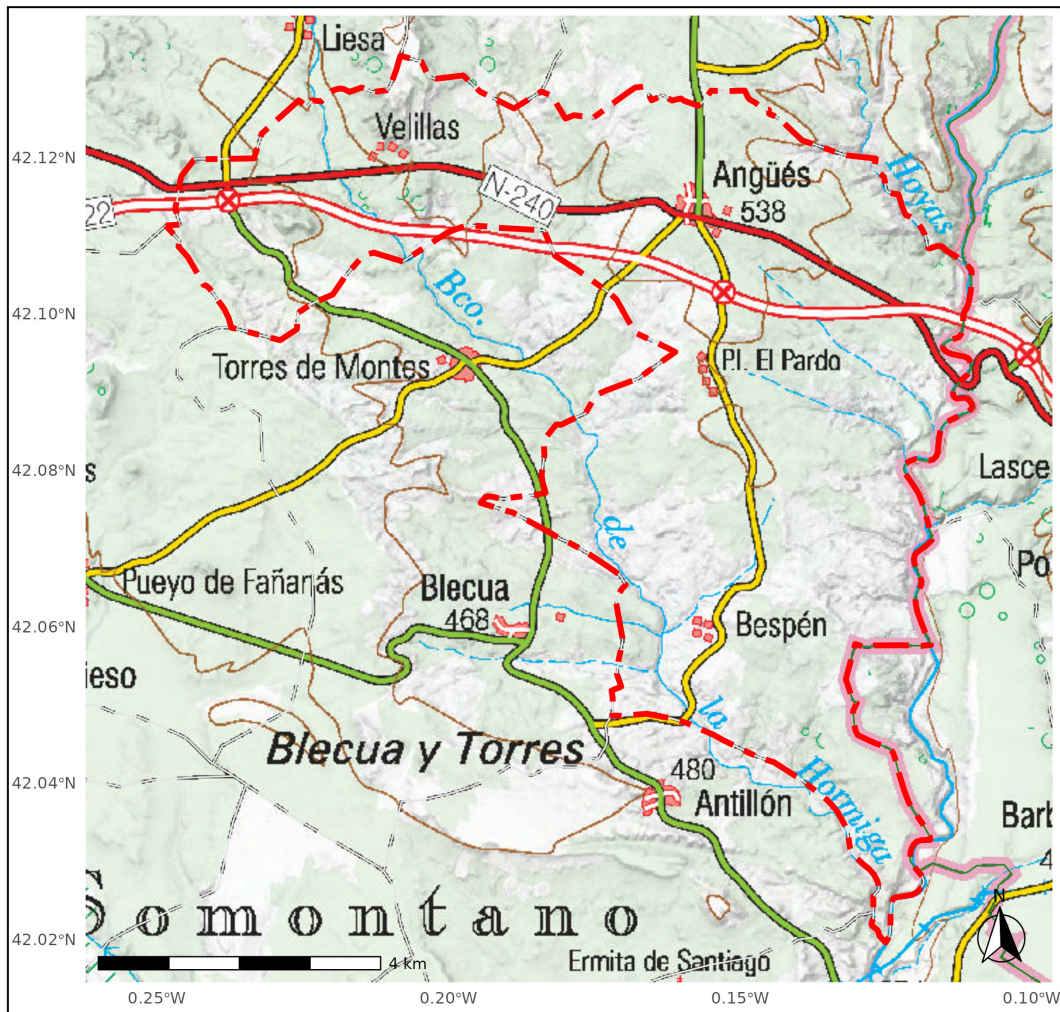 Liesa
Velillas
42.12°N
N-240
Angüés
538
Hoyas
22
Bco.
42.10°N
Torres de Montes
P.I. El Pardo
42.08°N
Lasce
s
de
Po
Pueyo de Fañanás
Blecua
468
Bespén
42.06°N
ieso
la
Blecua y Torres
480
Antillón
42.04°N
Hormiga
Barb
4
Somontano
42.02°N
N
4 km
Ermita de Santiago
0.25°W
0.20°W
0.15°W
0.10°W